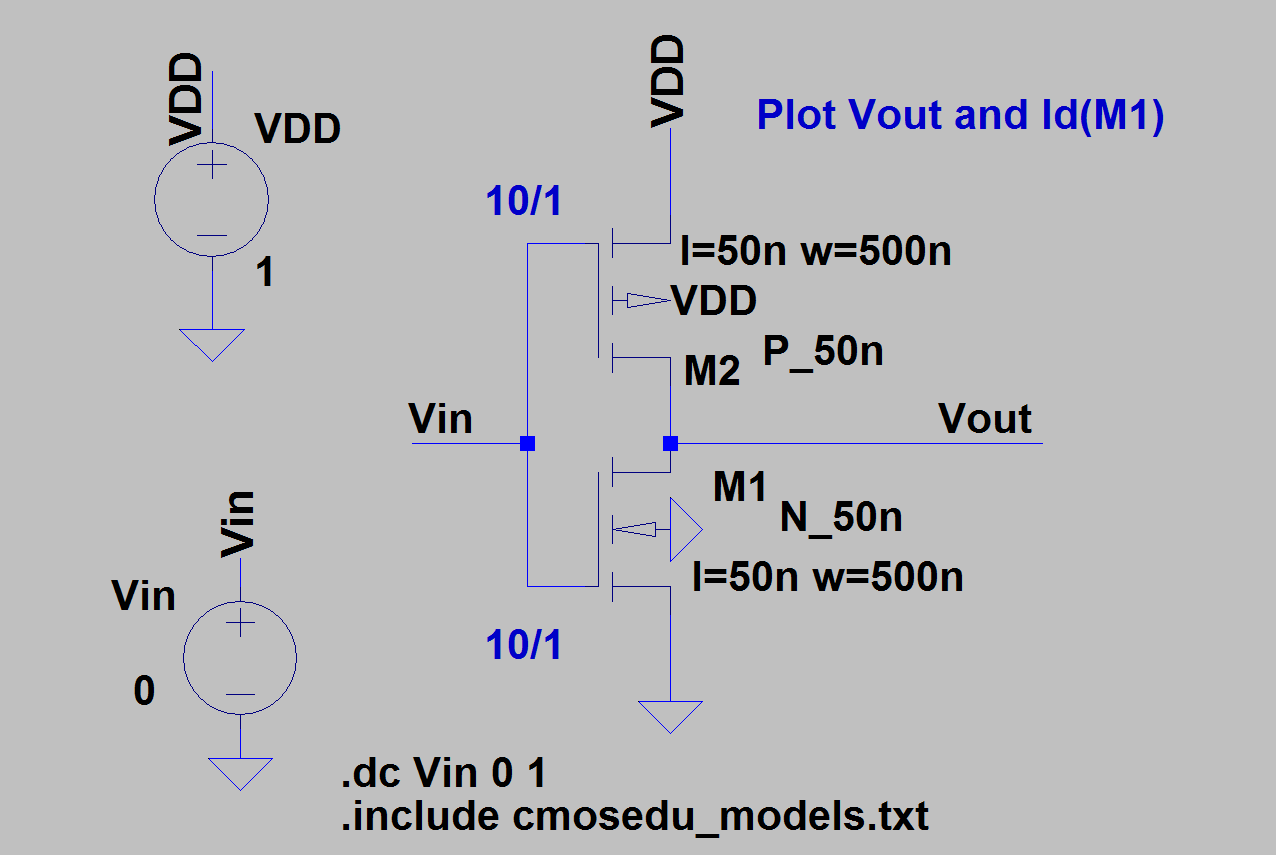 VDD
VDD
1
VDD
Plot Vout and Id(M1)
10/1
l=50n w=500n
VDD
P_50n
M2
Vin
Vout
M1
N_50n
l=50n w=500n
10/1
Vin
Vin
0
.dc Vin 0 1
.include cmosedu_models.txt